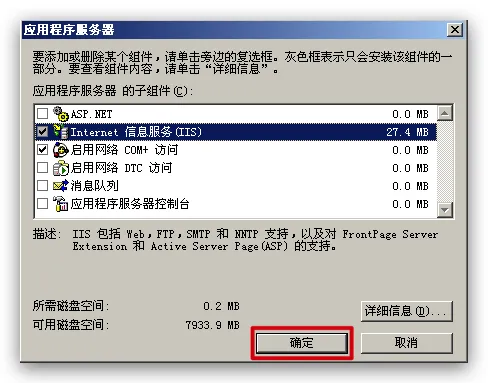 应用程序服务器
要添加或删除某个组件，请单击旁边的复选框。灰色框表示只会安装该组件的一
部分。要查看组件内容，请单击“详细信息”。
应用程序服务器 的子组件(C):
ASP.NET 0.0 MB
Internet 信息服务(IIS) 27.4 MB
启用网络 COM+ 访问 0.0 MB
启用网络 DTC 访问 0.0 MB
消息队列 0.0 MB
应用程序服务器控制台 0.0 MB
描述: IIS 包括 Web,FTP,SMTP 和 NNTP 支持,以及对 FrontPage Server
Extension 和 Active Server Page(ASP) 的支持。
所需磁盘空间: 0.2 MB
详细信息(D)...
可用磁盘空间: 7933.9 MB
确定
取消